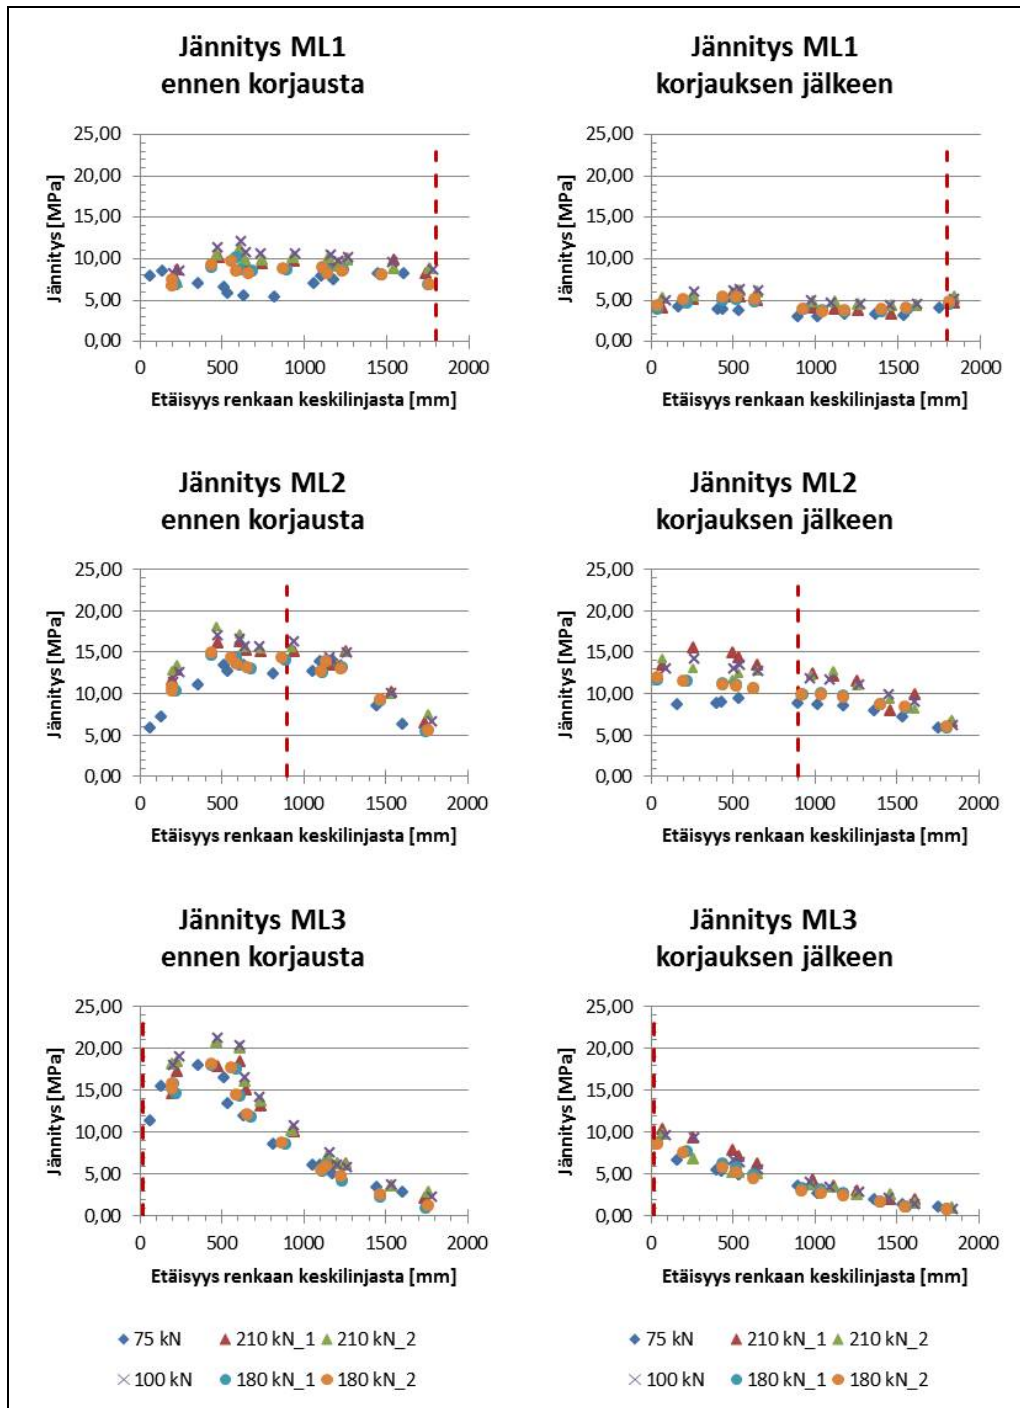 Jännitys ML1
ennen korjausta
25,00
20,00
15,00
10,00
5,00
0,00
Jännitys [MPa]
0 500 1000 1500 2000
Etäisyys renkaan keskilinjasta [mm]
Jännitys ML1
korjauksen jälkeen
25,00
20,00
15,00
10,00
5,00
0,00
Jännitys [MPa]
0 500 1000 1500 2000
Etäisyys renkaan keskilinjasta [mm]
Jännitys ML2
ennen korjausta
25,00
20,00
15,00
10,00
5,00
0,00
Jännitys [MPa]
0 500 1000 1500 2000
Etäisyys renkaan keskilinjasta [mm]
Jännitys ML2
korjauksen jälkeen
25,00
20,00
15,00
10,00
5,00
0,00
Jännitys [MPa]
0 500 1000 1500 2000
Etäisyys renkaan keskilinjasta [mm]
Jännitys ML3
ennen korjausta
25,00
20,00
15,00
10,00
5,00
0,00
Jännitys [MPa]
0 500 1000 1500 2000
Etäisyys renkaan keskilinjasta [mm]
Jännitys ML3
korjauksen jälkeen
25,00
20,00
15,00
10,00
5,00
0,00
Jännitys [MPa]
0 500 1000 1500 2000
Etäisyys renkaan keskilinjasta [mm]
75 kN 210 kN_1 210 kN_2
100 kN 180 kN_1 180 kN_2
75 kN 210 kN_1 210 kN_2
100 kN 180 kN_1 180 kN_2